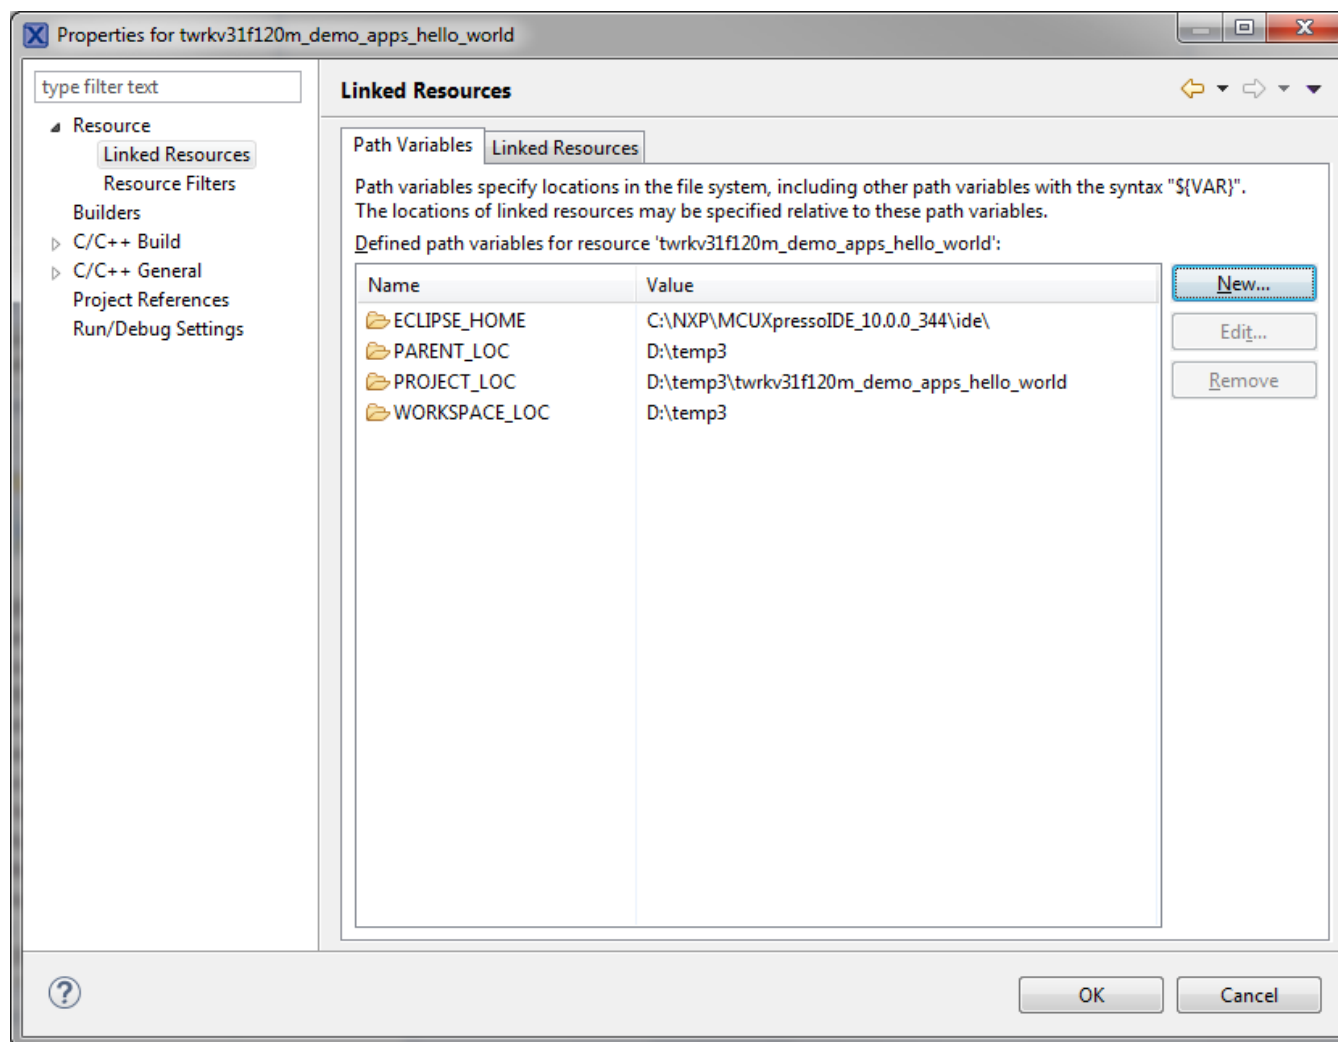 Properties for twrkv31f120m_demo_apps_hello_world
type filter text
Linked Resources
Resource
Linked Resources
Resource Filters
Builders
C/C++ Build
C/C++ General
Project References
Run/Debug Settings
Path Variables Linked Resources
Path variables specify locations in the file system, including other path variables with the syntax "${VAR}".
The locations of linked resources may be specified relative to these path variables.
Defined path variables for resource 'twrkv31f120m_demo_apps_hello_world':
Name Value
ECLIPSE_HOME C:\NXP\MCUXpressoIDE_10.0.0_344\ide\
PARENT_LOC D:\temp3
PROJECT_LOC D:\temp3\twrkv31f120m_demo_apps_hello_world
WORKSPACE_LOC D:\temp3
New...
Edit...
Remove
OK Cancel